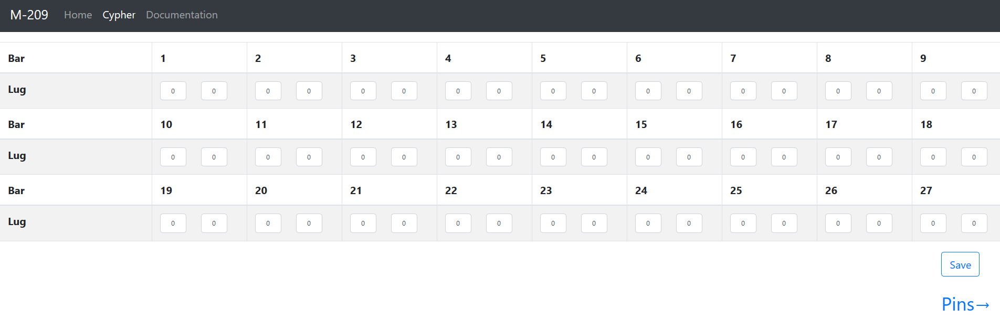 M-209 Home Cypher Documentation
Bar 1 2 3 4 5 6 7 8 9
Lug 0 0 0 0 0 0 0 0 0 0 0 0 0 0 0 0 0 0
Bar 10 11 12 13 14 15 16 17 18
Lug 0 0 0 0 0 0 0 0 0 0 0 0 0 0 0 0 0 0
Bar 19 20 21 22 23 24 25 26 27
Lug 0 0 0 0 0 0 0 0 0 0 0 0 0 0 0 0 0 0
Save
Pins→